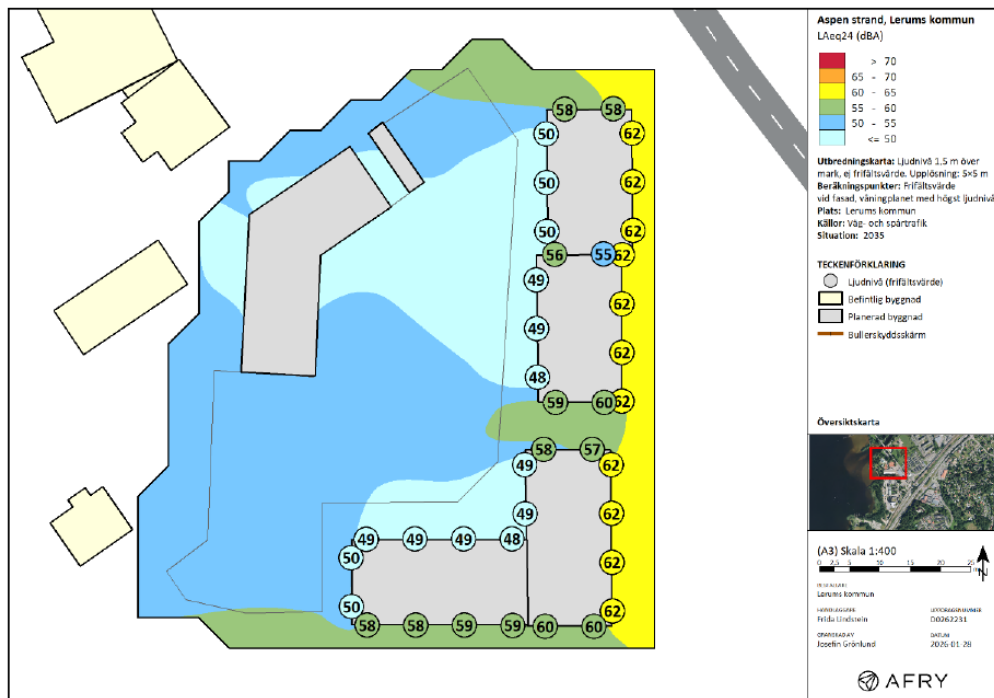 Aspen strand, Lerums kommun
LAeq24 (dBA)
> 70
65 - 70
60 - 65
55 - 60
50 - 55
<= 50
Utbredningskarta: Ljudnivå 1,5 m över
mark, ej frifältsvärde. Upplösning: 5×5 m
Beräkningspunkter: Frifältsvärde
vid fasad, våningplanet med högst ljudnivå
Plats: Lerums kommun
Källor: Väg- och spårtrafik
Situation: 2035
TECKENFÖRKLARING
Ljudnivå (frifältsvärde)
Befintlig byggnad
Planerad byggnad
Bullerskyddsskärm
Översiktskarta
(A3) Skala 1:400
0 2,5 5 10 15 20 25
N
Lerums kommun
HANDLÄGGARE
Frida Lindstein
D0262231
GRANSKAD AV
Josefin Grönlund
DATUM
2026-01-28
AFRY
58 58
50 62
50 62
50 62
56 55 62
49 62
49 62
48 62
59 60 62
58 57
49 62
49 62
49 49 49 48
50 62
50 62
58 58 59 59 60 60